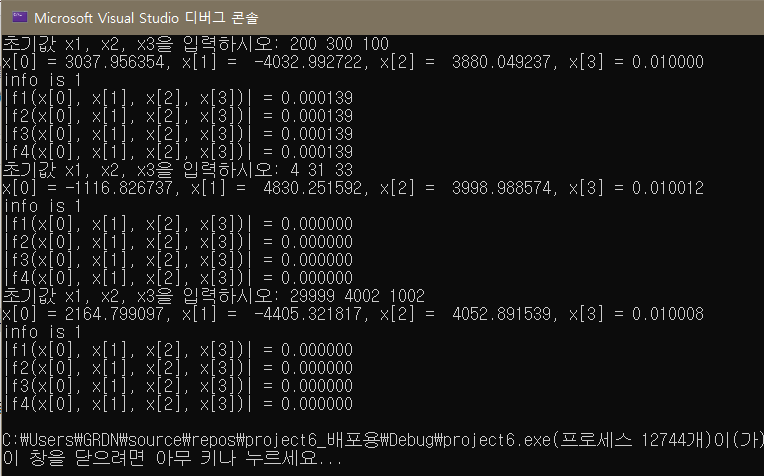 Microsoft Visual Studio 디버그 콘솔
초기값 x1, x2, x3을 입력하시오: 200 300 100
x[0] = 3037.956354, x[1] =  -4032.992722, x[2] =  3880.049237, x[3] = 0.010000
info is 1
|f1(x[0], x[1], x[2], x[3])| = 0.000139
|f2(x[0], x[1], x[2], x[3])| = 0.000139
|f3(x[0], x[1], x[2], x[3])| = 0.000139
|f4(x[0], x[1], x[2], x[3])| = 0.000139
초기값 x1, x2, x3을 입력하시오: 4 31 33
x[0] = -1116.826737, x[1] =  4830.251592, x[2] =  3998.988574, x[3] = 0.010012
info is 1
|f1(x[0], x[1], x[2], x[3])| = 0.000000
|f2(x[0], x[1], x[2], x[3])| = 0.000000
|f3(x[0], x[1], x[2], x[3])| = 0.000000
|f4(x[0], x[1], x[2], x[3])| = 0.000000
초기값 x1, x2, x3을 입력하시오: 29999 4002 1002
x[0] = 2164.799097, x[1] =  -4405.321817, x[2] =  4052.891539, x[3] = 0.010008
info is 1
|f1(x[0], x[1], x[2], x[3])| = 0.000000
|f2(x[0], x[1], x[2], x[3])| = 0.000000
|f3(x[0], x[1], x[2], x[3])| = 0.000000
|f4(x[0], x[1], x[2], x[3])| = 0.000000
C:₩Users₩GRDN₩source₩repos₩project6_배포용₩Debug₩project6.exe(프로세스 12744개)이(가)
이 창을 닫으려면 아무 키나 누르세요...